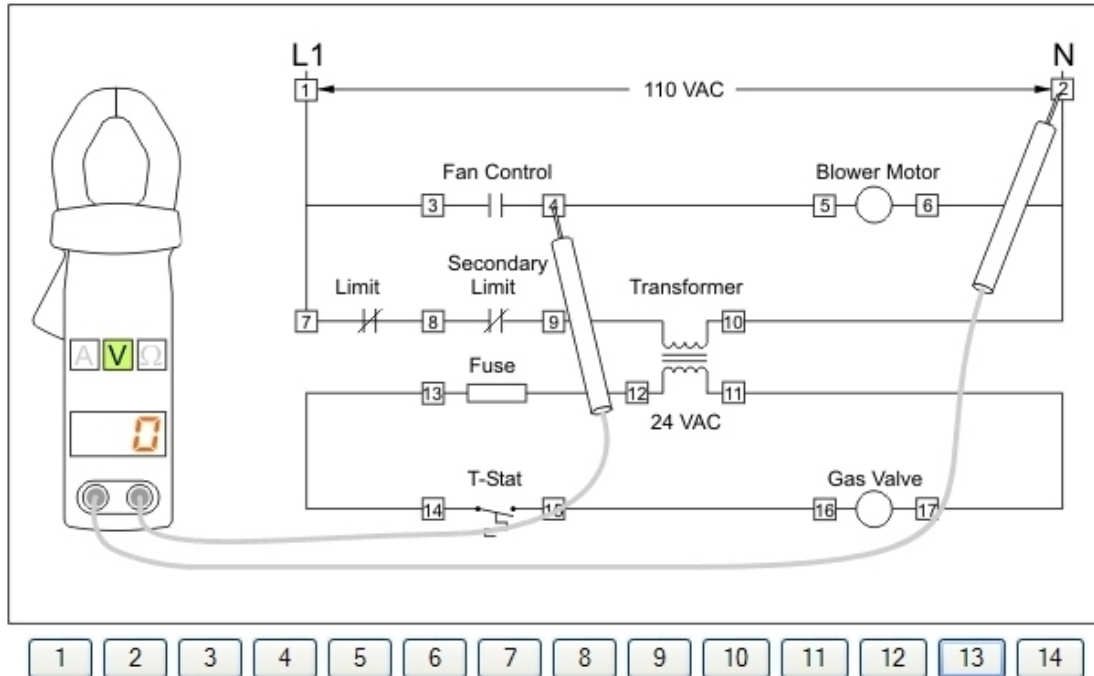 L1 N
1 110 VAC 2
Fan Control Blower Motor
3 4 5 6
Secondary
Limit Limit Transformer
7 8 9 10
A V Ω
Fuse
13 12 11
24 VAC
0
T-Stat Gas Valve
14 15 16 17
1 2 3 4 5 6 7 8 9 10 11 12 13 14